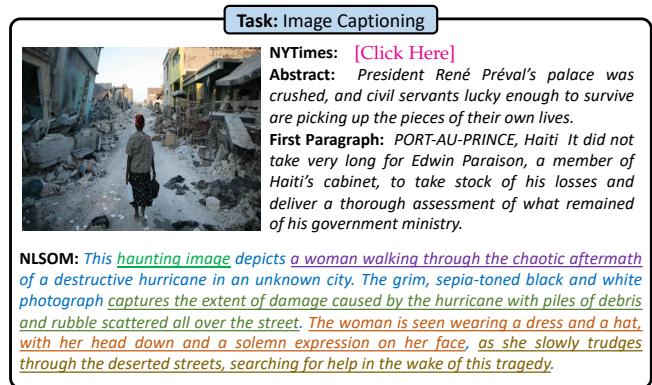 Task: Image Captioning
NYTimes: [Click Here]
Abstract: President René Préval's palace was
crushed, and civil servants lucky enough to survive
are picking up the pieces of their own lives.
First Paragraph: PORT-AU-PRINCE, Haiti It did not
take very long for Edwin Paraison, a member of
Haiti's cabinet, to take stock of his losses and
deliver a thorough assessment of what remained
of his government ministry.
NLSOM: This haunting image depicts a woman walking through the chaotic aftermath
of a destructive hurricane in an unknown city. The grim, sepia-toned black and white
photograph captures the extent of damage caused by the hurricane with piles of debris
and rubble scattered all over the street. The woman is seen wearing a dress and a hat,
with her head down and a solemn expression on her face, as she slowly trudges
through the deserted streets, searching for help in the wake of this tragedy.